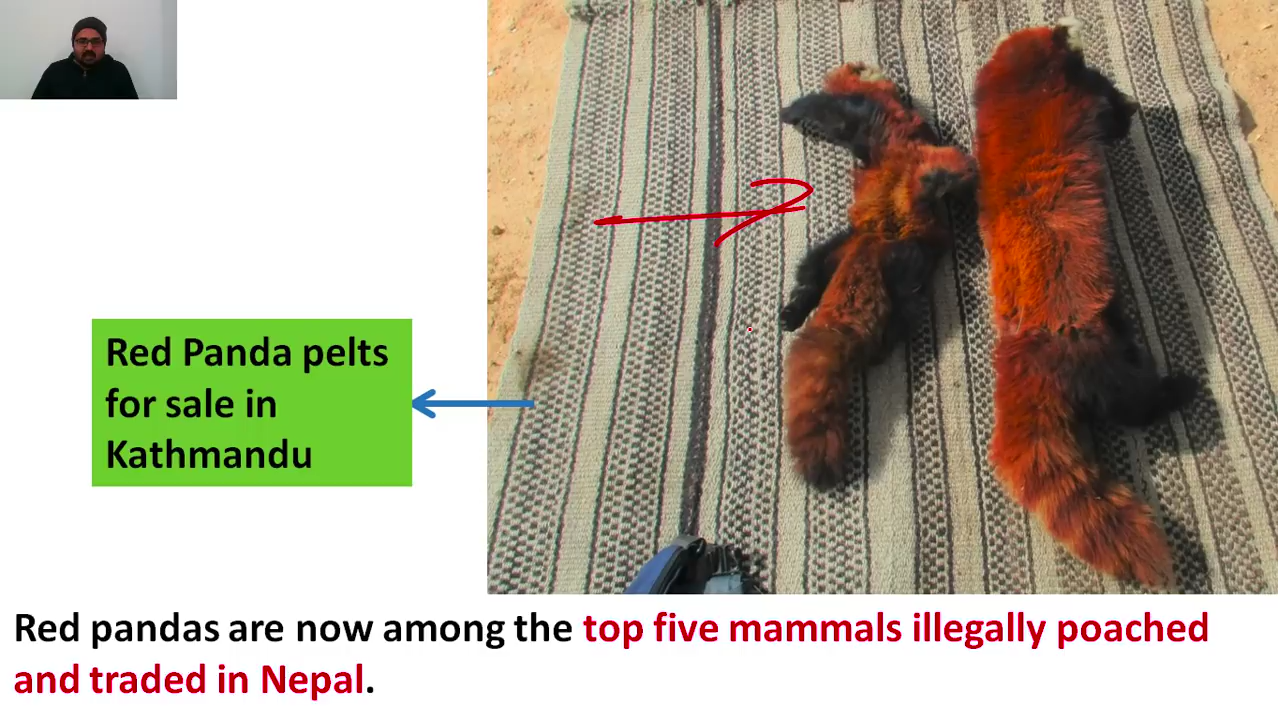 Red Panda pelts
for sale in
Kathmandu
Red pandas are now among the top five mammals illegally poached
and traded in Nepal.